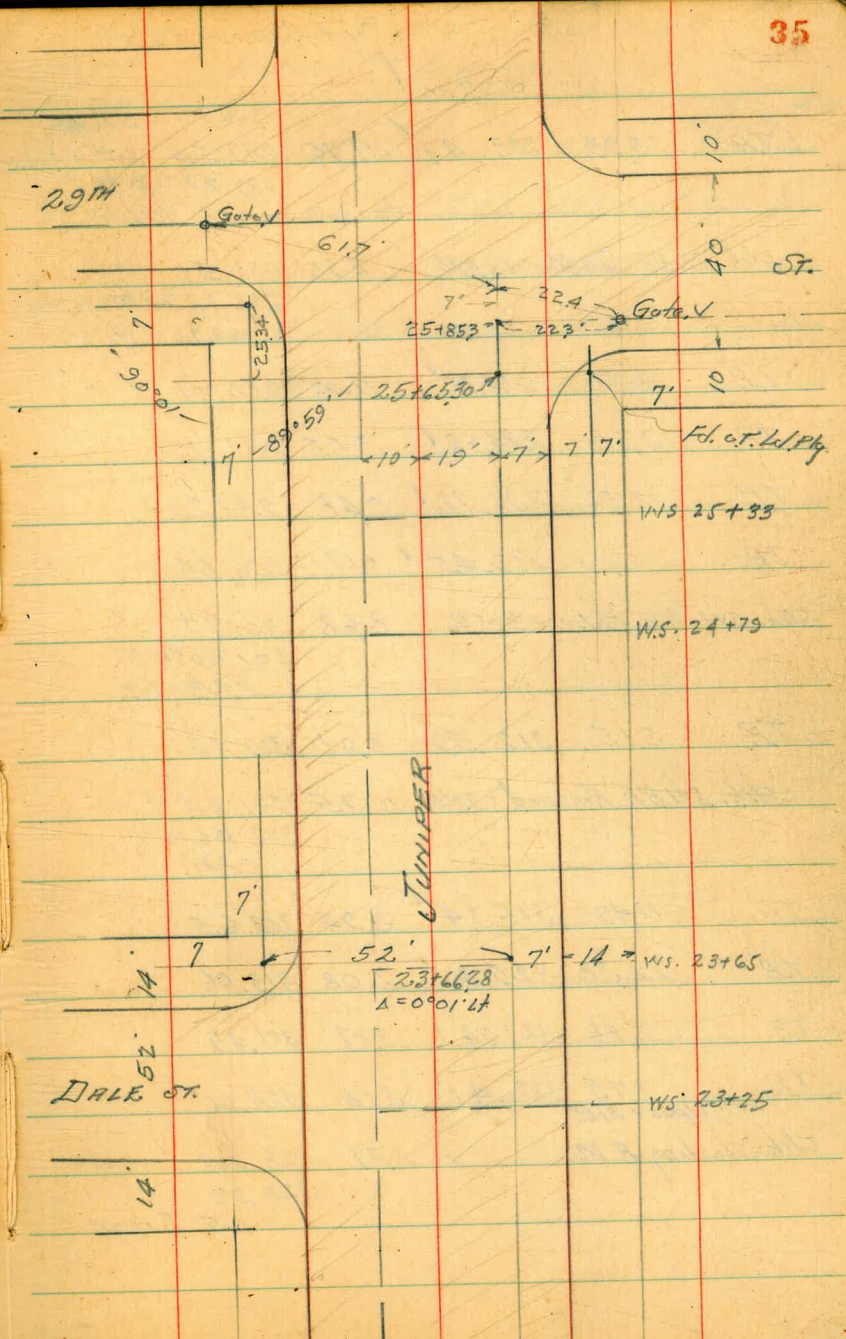 35
10'
29TH
Gate.V
61.7
40'
ST.
7'
22.4
Gate.V
7'
25.34
25+85.3
22.3'
90°01'
25+65.30
7'
10
89°59'
Fd. c.T. Ld. Plg.
7'
10' 19' 7' 7' 7'
WS 25+33
W.S. 24+79
JUNIPER
7'
7
52'
7' 14
WS. 23+65
14'
23+66.28
Δ=0°01' Lt
52'
DALE ST.
WS 23+25
14'